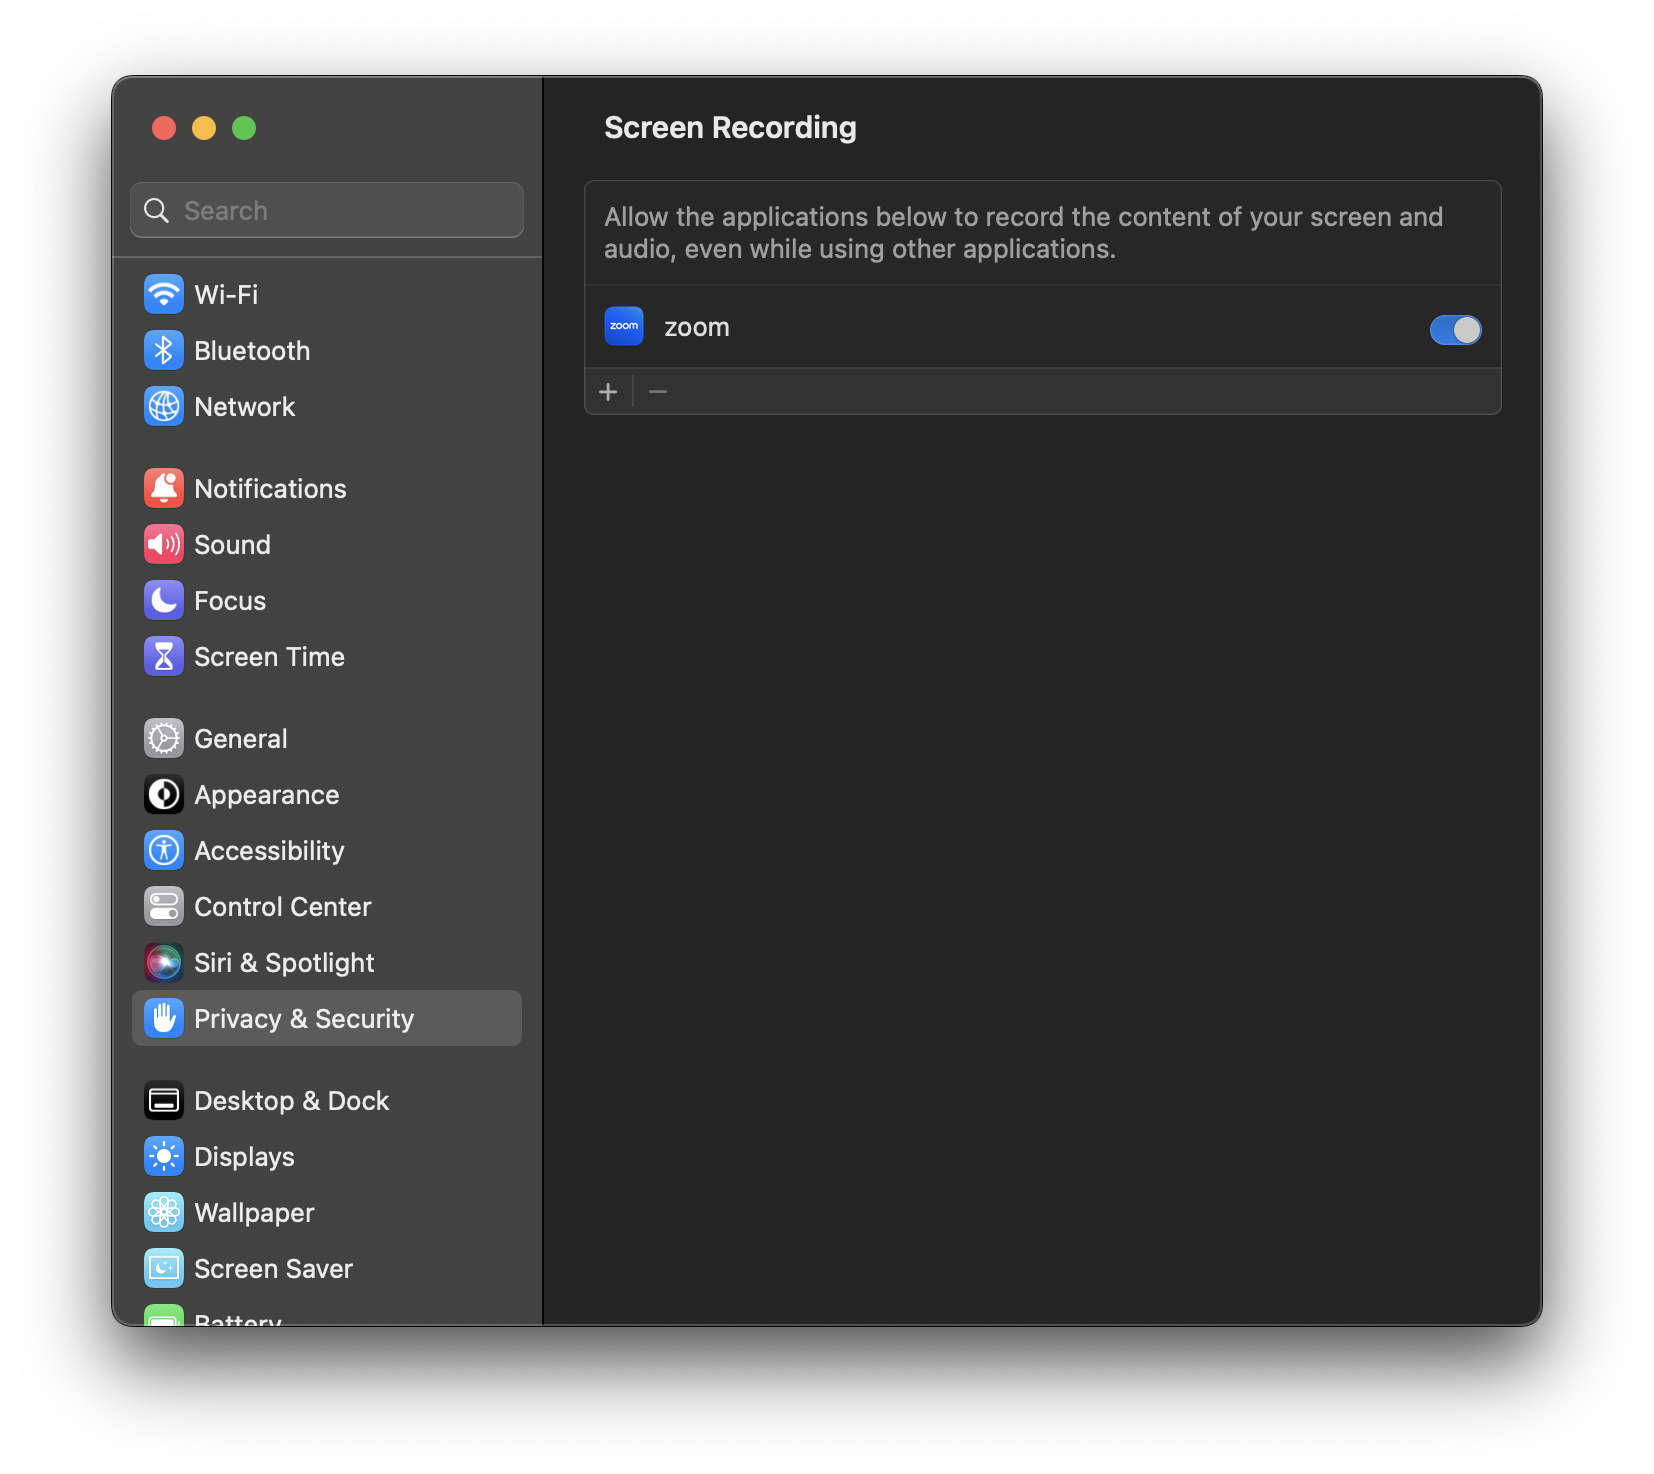 Search
Wi-Fi
Bluetooth
Network
Notifications
Sound
Focus
Screen Time
General
Appearance
Accessibility
Control Center
Siri & Spotlight
Privacy & Security
Desktop & Dock
Displays
Wallpaper
Screen Saver
Battery
Screen Recording
Allow the applications below to record the content of your screen and
audio, even while using other applications.
zoom
zoom